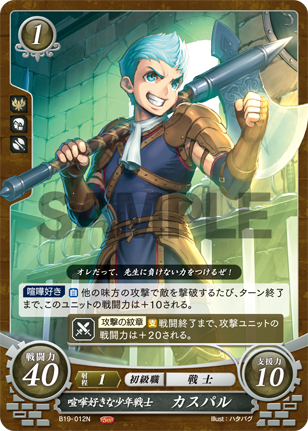 1
SAMPLE
オレだって、先生に負けない力をつけるぜ!
喧嘩好き 自 他の味方の攻撃で敵を撃破するたび、ターン終了まで、このユニットの戦闘力は+10される。
攻撃の紋章 支 戦闘終了まで、攻撃ユニットの戦闘力は+20される。
戦闘力
40
射程 1 初級職 戦士
支援力
10
喧嘩好きな少年戦士 カスパル
B19-012N
Illust:ハタパグ